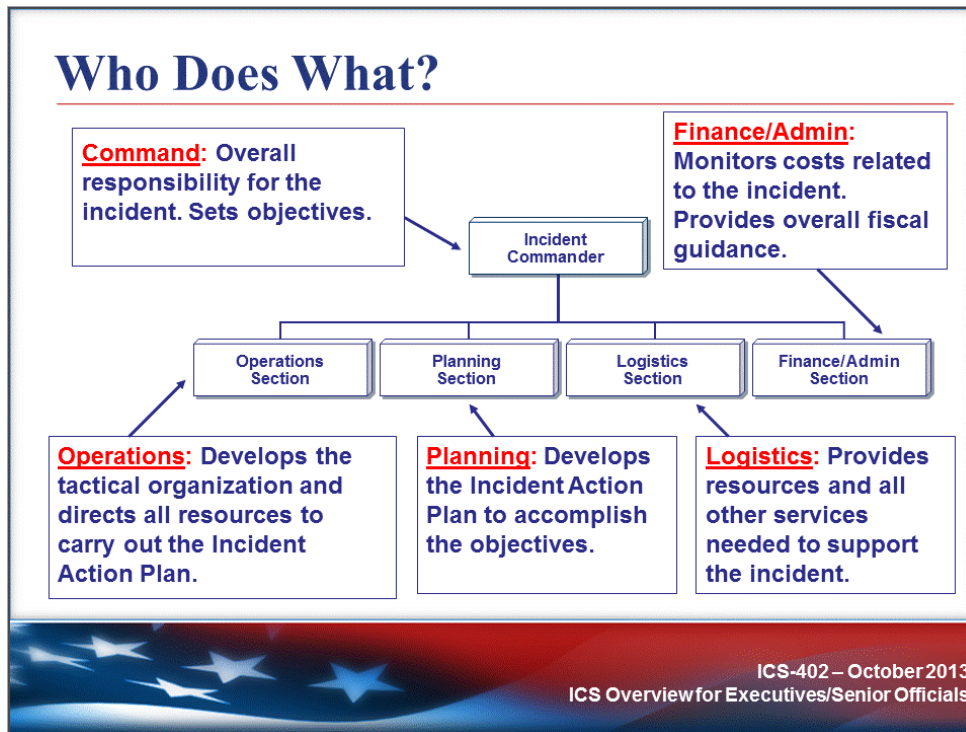 Who Does What?
Command: Overall
responsibility for the
incident. Sets objectives.
Finance/Admin:
Monitors costs related
to the incident.
Provides overall fiscal
guidance.
Incident
Commander
Operations
Section
Planning
Section
Logistics
Section
Finance/Admin
Section
Operations: Develops the
tactical organization and
directs all resources to
carry out the Incident
Action Plan.
Planning: Develops
the Incident Action
Plan to accomplish
the objectives.
Logistics: Provides
resources and all
other services
needed to support
the incident.
ICS-402 – October 2013
ICS Overview for Executives/Senior Officials